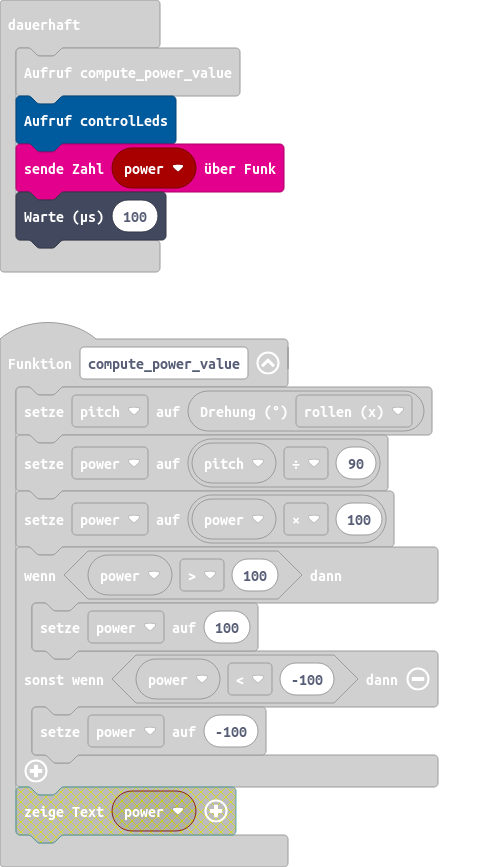 dauerhaft
Aufruf compute_power_value
Aufruf controlLeds
sende Zahl power über Funk
Warte (µs) 100
Funktion compute_power_value
setze pitch auf Drehung (°) rollen (x)
setze power auf pitch ÷ 90
setze power auf power × 100
wenn power > 100 dann
setze power auf 100
sonst wenn power < -100 dann
setze power auf -100
zeige Text power